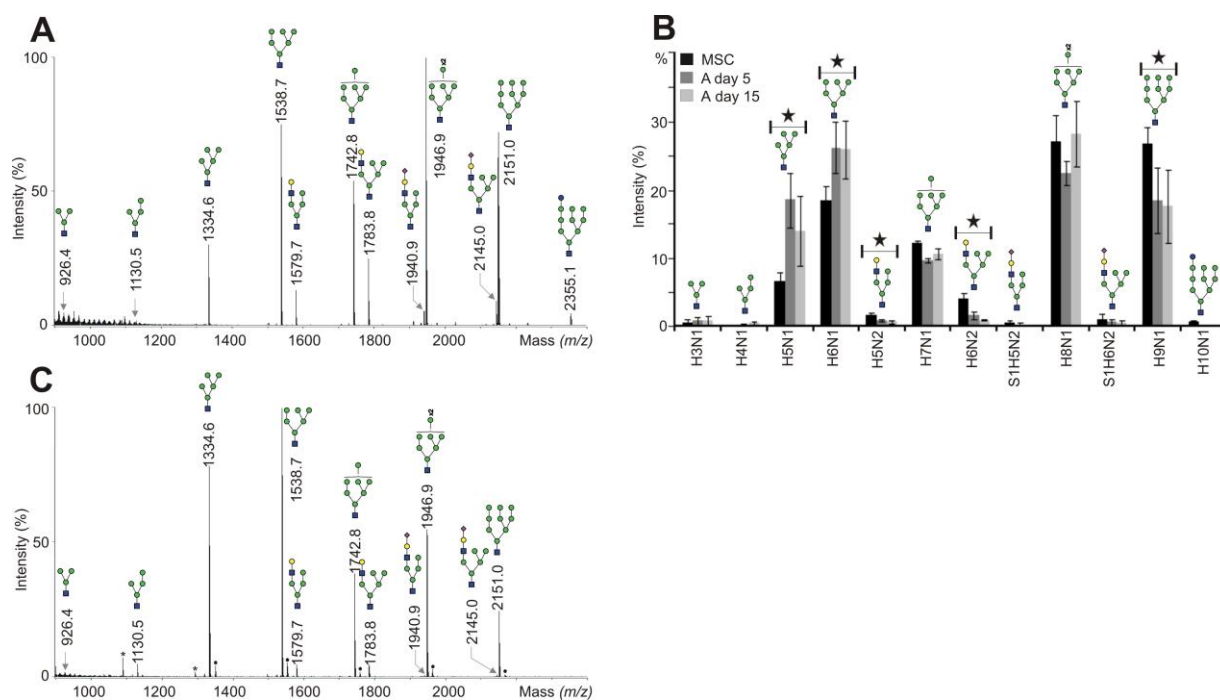 A
Intensity (%)
100
50
0
926.4
1130.5
1334.6
1538.7
1579.7
1742.8
1783.8
1940.9
x2
1946.9
2145.0
2151.0
2355.1
1000 1200 1400 1600 1800 2000 Mass (m/z)
B
%
Intensity (%)
30
20
10
0
MSC
A day 5
A day 15
x2
H3N1
H4N1
H5N1
H6N1
H5N2
H7N1
H6N2
S1H5N2
H8N1
S1H6N2
H9N1
H10N1
C
Intensity (%)
100
50
0
926.4
*
1130.5
*
1334.6
1538.7
1579.7
1742.8
1783.8
1940.9
x2
1946.9
2145.0
2151.0
1000 1200 1400 1600 1800 2000 Mass (m/z)